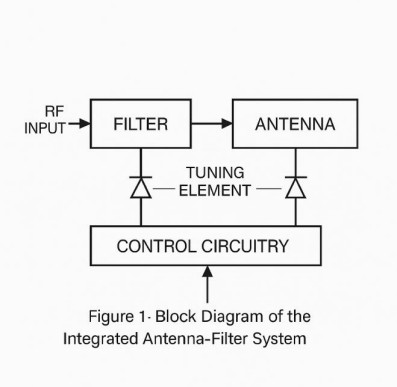 RF
INPUT
FILTER
ANTENNA
TUNING
ELEMENT
CONTROL CIRCUITRY
Figure 1· Block Diagram of the
Integrated Antenna-Filter System